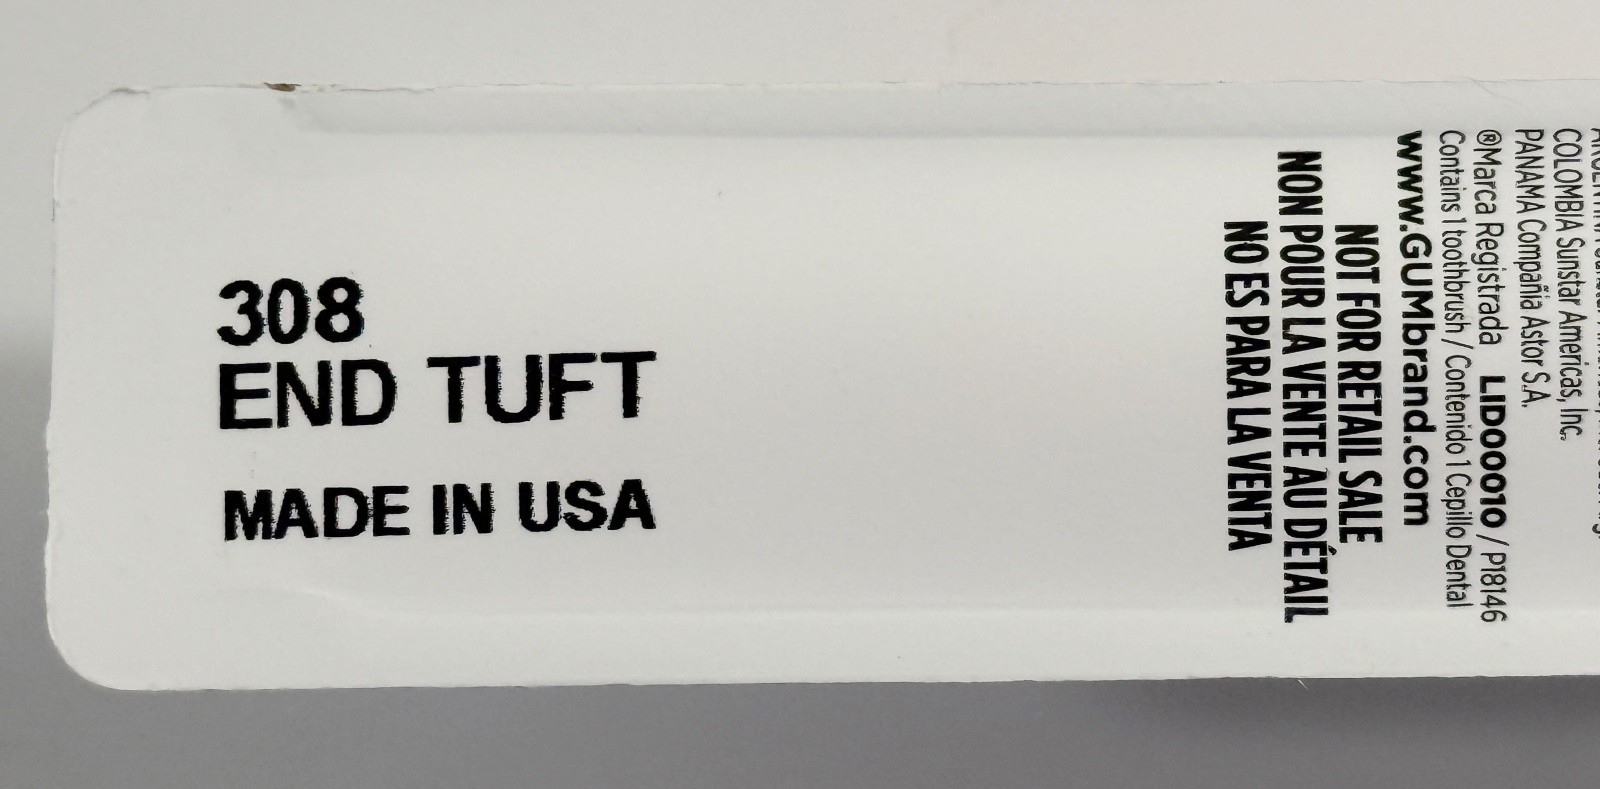 308
END TUFT
MADE IN USA
COLOMBIA Sunstar Americas, Inc.
PANAMA Compañía Astor S.A.
®Marca Registrada LID00010 / P18146
Contains 1 toothbrush / Contenido 1 Cepillo Dental
www.GUMbrand.com
NOT FOR RETAIL SALE
NON POUR LA VENTE AU DÉTAIL
NO ES PARA LA VENTA